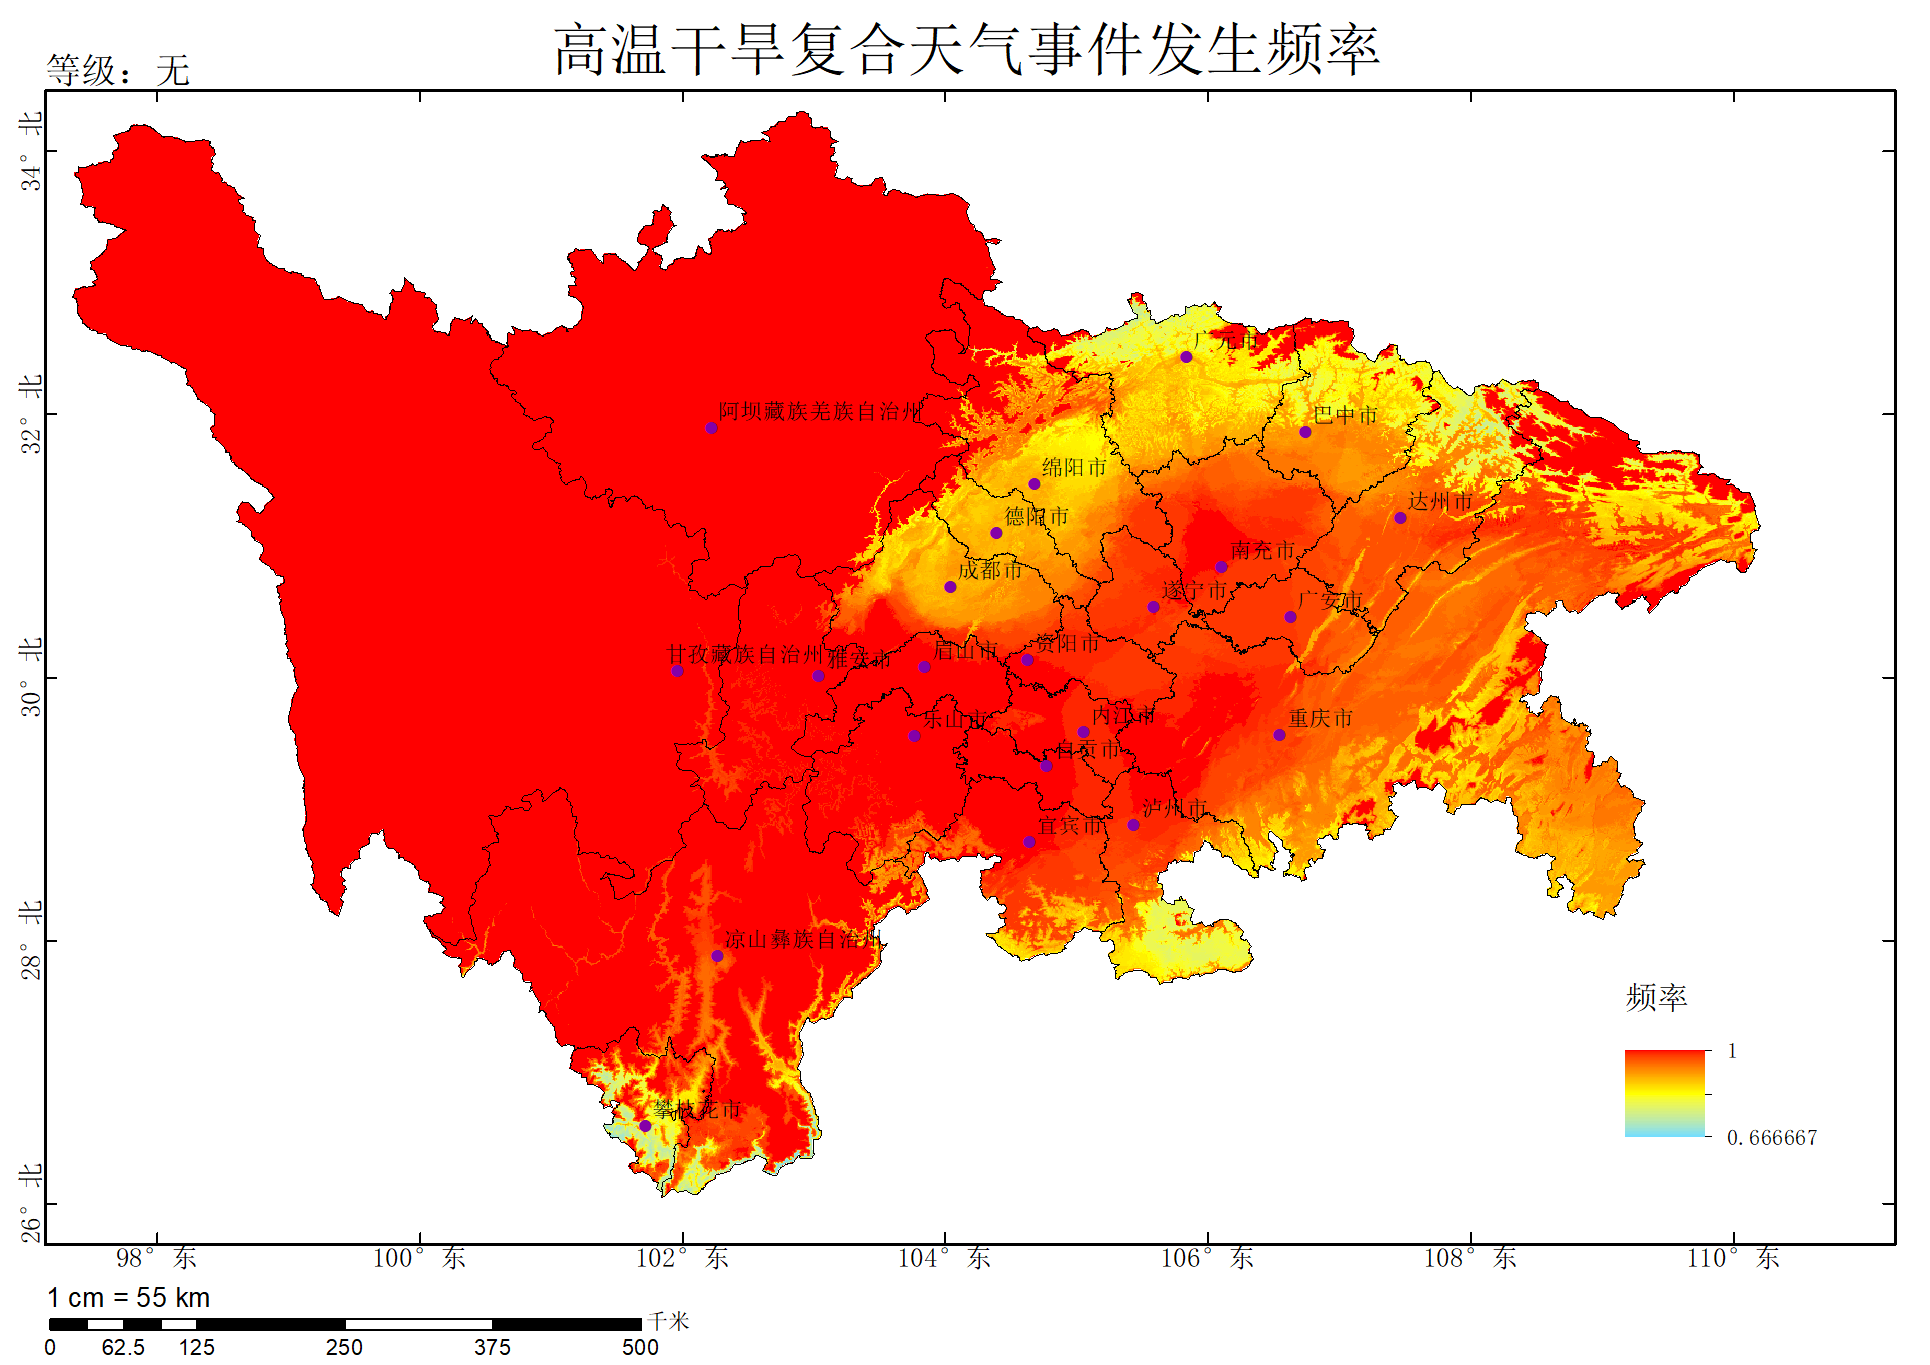 高温干旱复合天气事件发生频率
等级：无
34° 北
32° 北
30° 北
28° 北
26° 北
广元市
阿坝藏族羌族自治州
巴中市
绵阳市
达州市
德阳市
南充市
成都市
遂宁市
广安市
资阳市
眉山市
甘孜藏族自治州
雅安市
内江市
乐山市
重庆市
自贡市
泸州市
宜宾市
凉山彝族自治州
攀枝花市
频率
1
0.666667
98° 东
100° 东
102° 东
104° 东
106° 东
108° 东
110° 东
1 cm = 55 km
千米
0 62.5 125 250 375 500